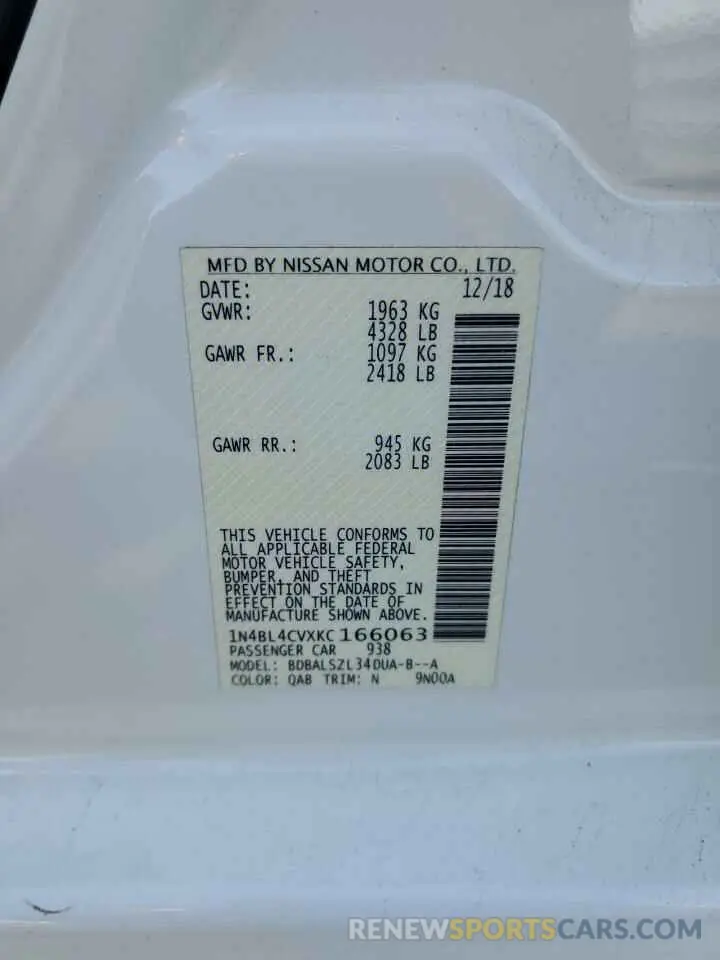 MFD BY NISSAN MOTOR CO., LTD.
DATE: 12/18
GVWR: 1963 KG
4328 LB
GAWR FR.: 1097 KG
2418 LB
GAWR RR.: 945 KG
2083 LB
THIS VEHICLE CONFORMS TO
ALL APPLICABLE FEDERAL
MOTOR VEHICLE SAFETY,
BUMPER, AND THEFT
PREVENTION STANDARDS IN
EFFECT ON THE DATE OF
MANUFACTURE SHOWN ABOVE.
1N4BL4CVXKC166063
PASSENGER CAR 938
MODEL: BDBALSZL34DUA-B--A
COLOR: QAB TRIM: N 9N00A
RENEWSPORTSCARS.COM